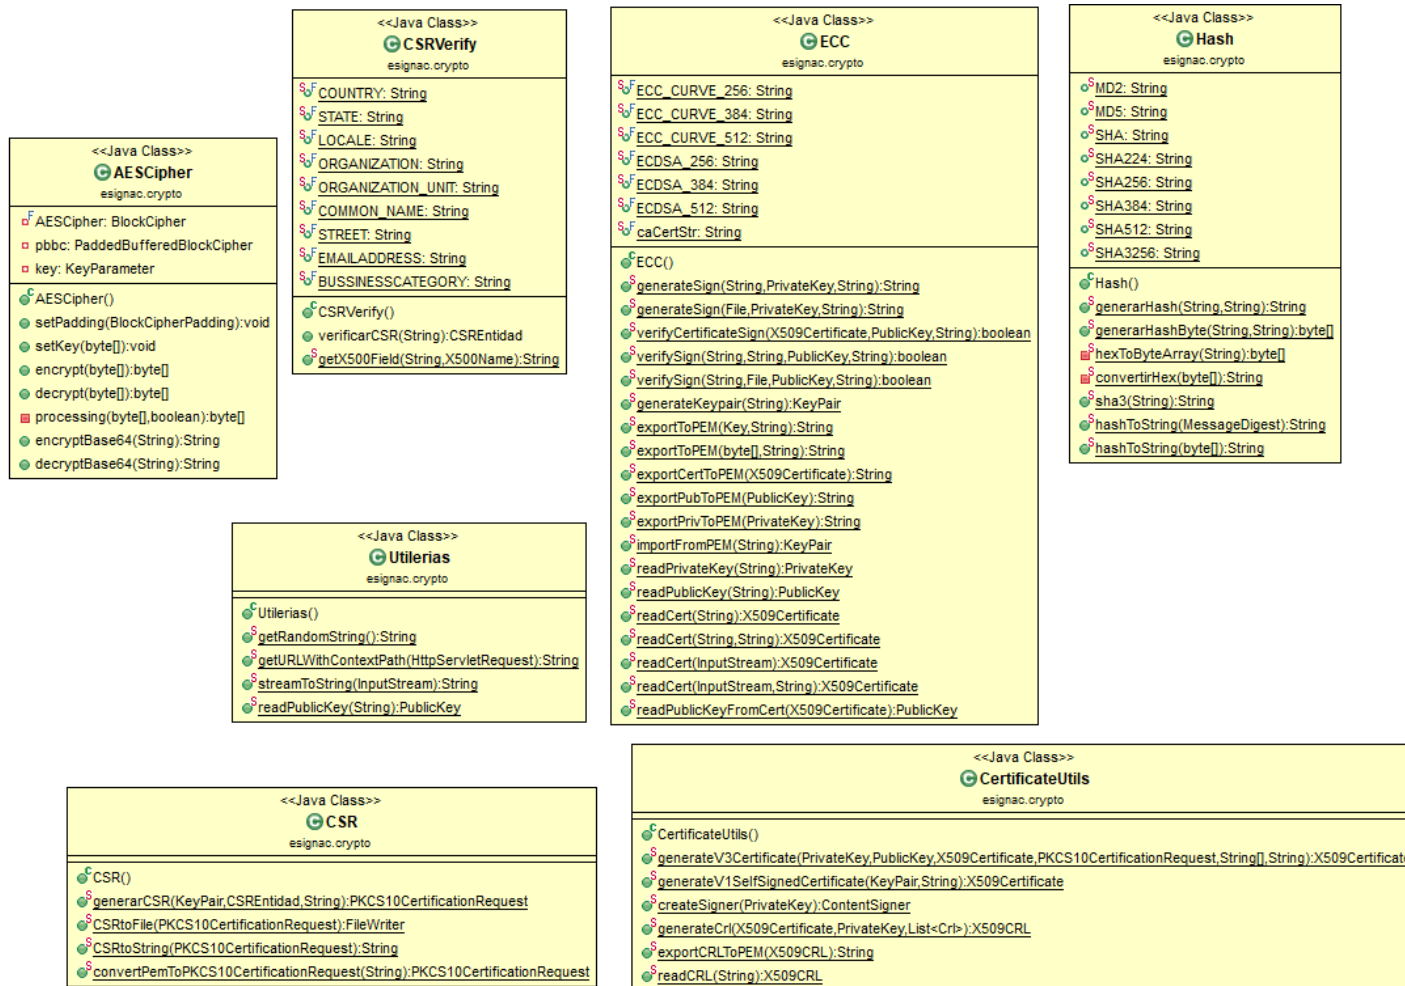 <<Java Class>>
AESCipher
esignac.crypto
AESCipher: BlockCipher
pbbc: PaddedBufferedBlockCipher
key: KeyParameter
AESCipher()
setPadding(BlockCipherPadding):void
setKey(byte[]):void
encrypt(byte[]):byte[]
decrypt(byte[]):byte[]
processing(byte[],boolean):byte[]
encryptBase64(String):String
decryptBase64(String):String
<<Java Class>>
CSRVerify
esignac.crypto
COUNTRY: String
STATE: String
LOCALE: String
ORGANIZATION: String
ORGANIZATION_UNIT: String
COMMON_NAME: String
STREET: String
EMAILADDRESS: String
BUSSINESSCATEGORY: String
CSRVerify()
verificarCSR(String):CSREntidad
getX500Field(String,X500Name):String
<<Java Class>>
ECC
esignac.crypto
ECC_CURVE_256: String
ECC_CURVE_384: String
ECC_CURVE_512: String
ECDSA_256: String
ECDSA_384: String
ECDSA_512: String
caCertStr: String
ECC()
generateSign(String,PrivateKey,String):String
generateSign(File,PrivateKey,String):String
verifyCertificateSign(X509Certificate,PublicKey,String):boolean
verifySign(String,String,PublicKey,String):boolean
verifySign(String,File,PublicKey,String):boolean
generateKeypair(String):KeyPair
exportToPEM(Key,String):String
exportToPEM(byte[],String):String
exportCertToPEM(X509Certificate):String
exportPubToPEM(PublicKey):String
exportPrivToPEM(PrivateKey):String
importFromPEM(String):KeyPair
readPrivateKey(String):PrivateKey
readPublicKey(String):PublicKey
readCert(String):X509Certificate
readCert(String,String):X509Certificate
readCert(InputStream):X509Certificate
readCert(InputStream,String):X509Certificate
readPublicKeyFromCert(X509Certificate):PublicKey
<<Java Class>>
Hash
esignac.crypto
MD2: String
MD5: String
SHA: String
SHA224: String
SHA256: String
SHA384: String
SHA512: String
SHA3256: String
Hash()
generarHash(String,String):String
generarHashByte(String,String):byte[]
hexToByteArray(String):byte[]
convertirHex(byte[]):String
sha3(String):String
hashToString(MessageDigest):String
hashToString(byte[]):String
<<Java Class>>
Utilerias
esignac.crypto
Utilerias()
getRandomString():String
getURLWithContextPath(HttpServletRequest):String
streamToString(InputStream):String
readPublicKey(String):PublicKey
<<Java Class>>
CSR
esignac.crypto
CSR()
generarCSR(KeyPair,CSREntidad,String):PKCS10CertificationRequest
CSRtoFile(PKCS10CertificationRequest):FileWriter
CSRtoString(PKCS10CertificationRequest):String
convertPemToPKCS10CertificationRequest(String):PKCS10CertificationRequest
<<Java Class>>
CertificateUtils
esignac.crypto
CertificateUtils()
generateV3Certificate(PrivateKey,PublicKey,X509Certificate,PKCS10CertificationRequest,String[],String):X509Certificate
generateV1SelfSignedCertificate(KeyPair,String):X509Certificate
createSigner(PrivateKey):ContentSigner
generateCrl(X509Certificate,PrivateKey,List<Crl>):X509CRL
exportCRLToPEM(X509CRL):String
readCRL(String):X509CRL